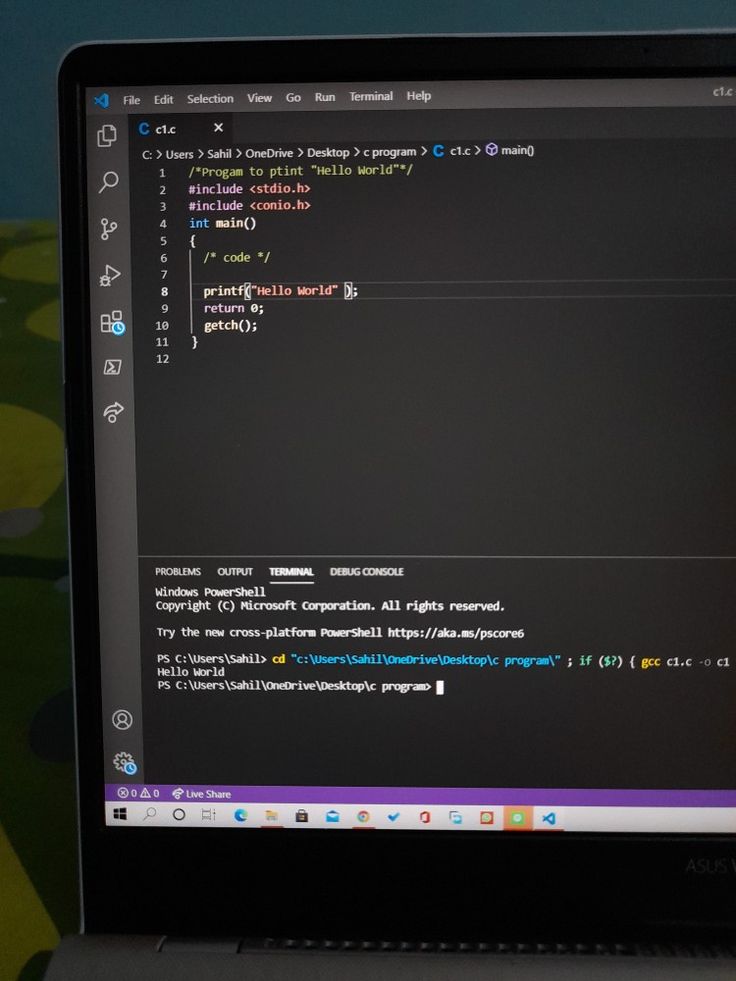 File Edit Selection View Go Run Terminal Help c1.c
C c1.c X
C: > Users > Sahil > OneDrive > Desktop > c program > C c1.c > main()
1 /*Progam to ptint "Hello World"*/
2 #include <stdio.h>
3 #include <conio.h>
4 int main()
5 {
6 /* code */
7
8 printf("Hello World" );
9 return 0;
10 getch();
11 }
12
PROBLEMS OUTPUT TERMINAL DEBUG CONSOLE
Windows PowerShell
Copyright (C) Microsoft Corporation. All rights reserved.
Try the new cross-platform PowerShell https://aka.ms/pscore6
PS C:\Users\Sahil> cd "c:\Users\Sahil\OneDrive\Desktop\c program\" ; if ($?) { gcc c1.c -o c1
Hello World
PS C:\Users\Sahil\OneDrive\Desktop\c program>
0 0 Live Share
ASUS